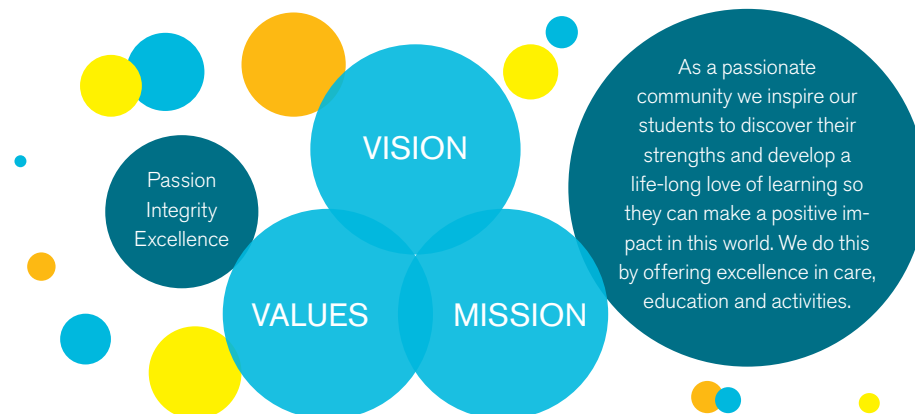 VISION
Passion
Integrity
Excellence
VALUES
MISSION
As a passionate
community we inspire our
students to discover their
strengths and develop a
life-long love of learning so
they can make a positive im-
pact in this world. We do this
by offering excellence in care,
education and activities.